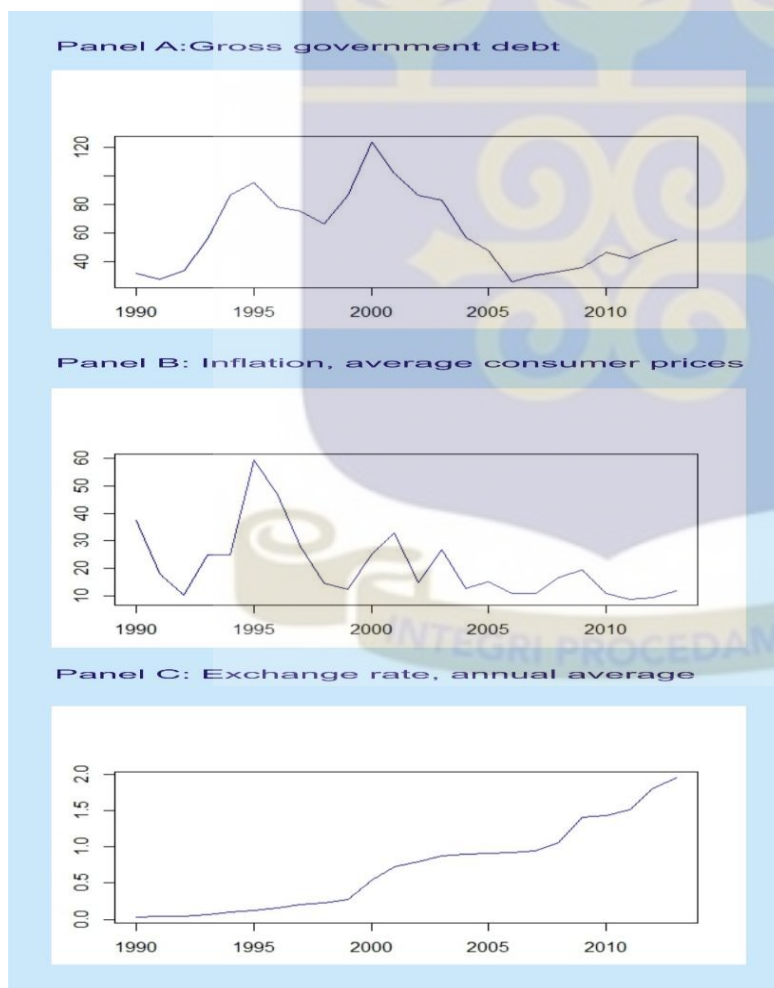 Panel A:Gross government debt
120
80
60
40
1990 1995 2000 2005 2010
Panel B: Inflation, average consumer prices
60
50
40
30
20
10
1990 1995 2000 2005 2010
INTEGRI PROCEDAM
Panel C: Exchange rate, annual average
2.0
1.5
1.0
0.5
0.0
1990 1995 2000 2005 2010